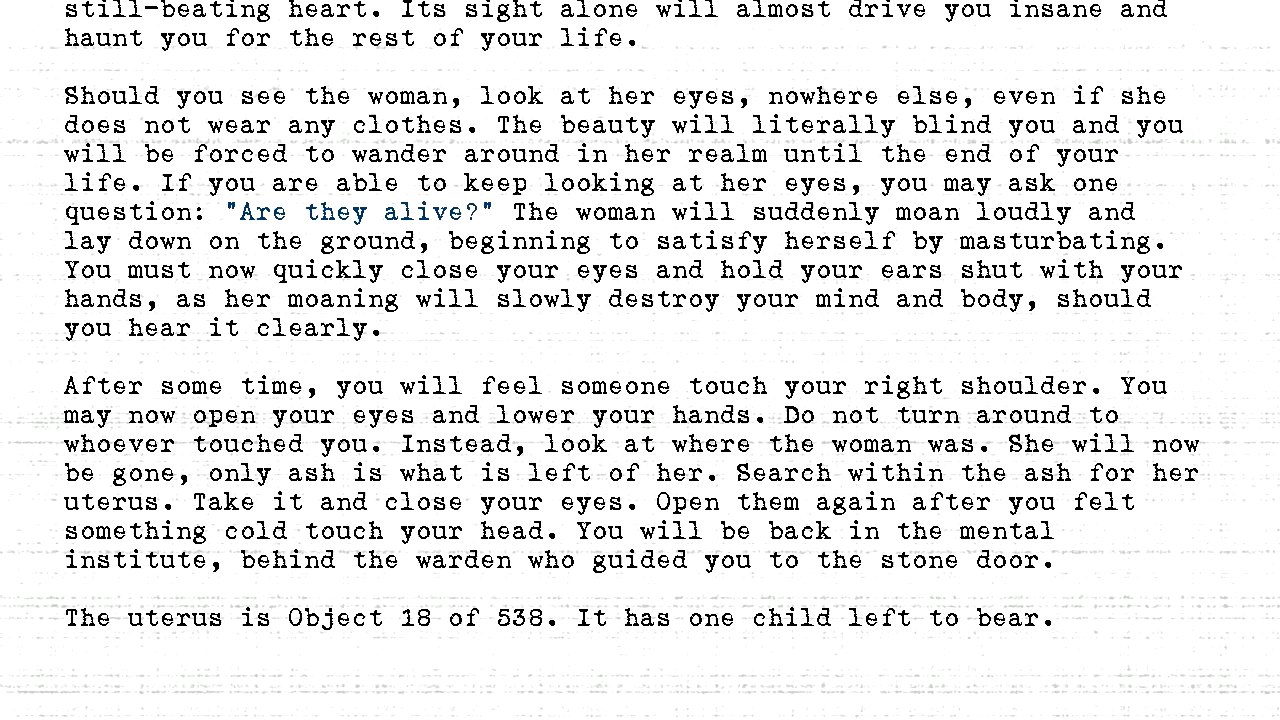 still-beating heart. Its sight alone will almost drive you insane and
haunt you for the rest of your life.
Should you see the woman, look at her eyes, nowhere else, even if she
does not wear any clothes. The beauty will literally blind you and you
will be forced to wander around in her realm until the end of your
life. If you are able to keep looking at her eyes, you may ask one
question: "Are they alive?" The woman will suddenly moan loudly and
lay down on the ground, beginning to satisfy herself by masturbating.
You must now quickly close your eyes and hold your ears shut with your
hands, as her moaning will slowly destroy your mind and body, should
you hear it clearly.
After some time, you will feel someone touch your right shoulder. You
may now open your eyes and lower your hands. Do not turn around to
whoever touched you. Instead, look at where the woman was. She will now
be gone, only ash is what is left of her. Search within the ash for her
uterus. Take it and close your eyes. Open them again after you felt
something cold touch your head. You will be back in the mental
institute, behind the warden who guided you to the stone door.
The uterus is Object 18 of 538. It has one child left to bear.